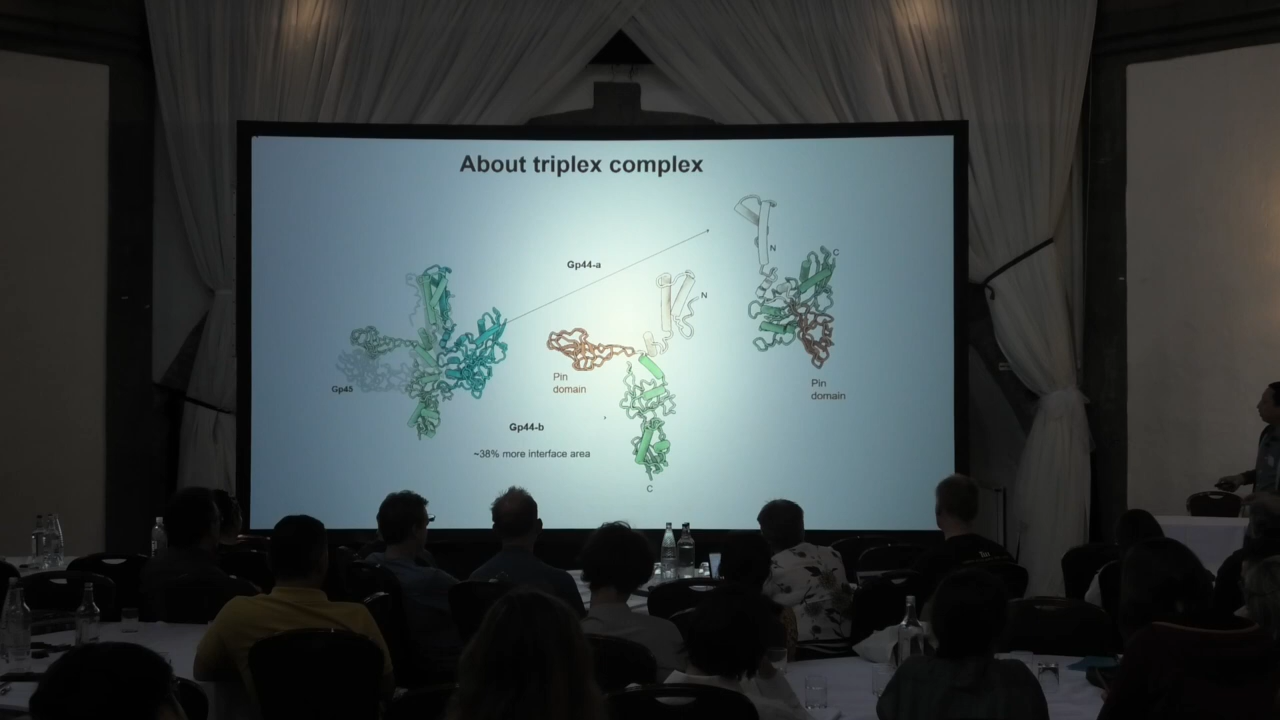 About triplex complex
Gp44-a
N
C
N
Gp45
Pin
domain
Pin
domain
Gp44-b
~38% more interface area
C